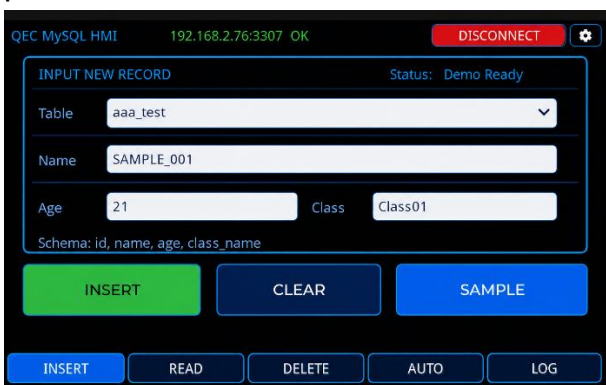 QEC MySQL HMI 192.168.2.76:3307 OK DISCONNECT
INPUT NEW RECORD Status: Demo Ready
Table aaa_test
Name SAMPLE_001
Age 21 Class Class01
Schema: id, name, age, class_name
INSERT CLEAR SAMPLE
INSERT READ DELETE AUTO LOG